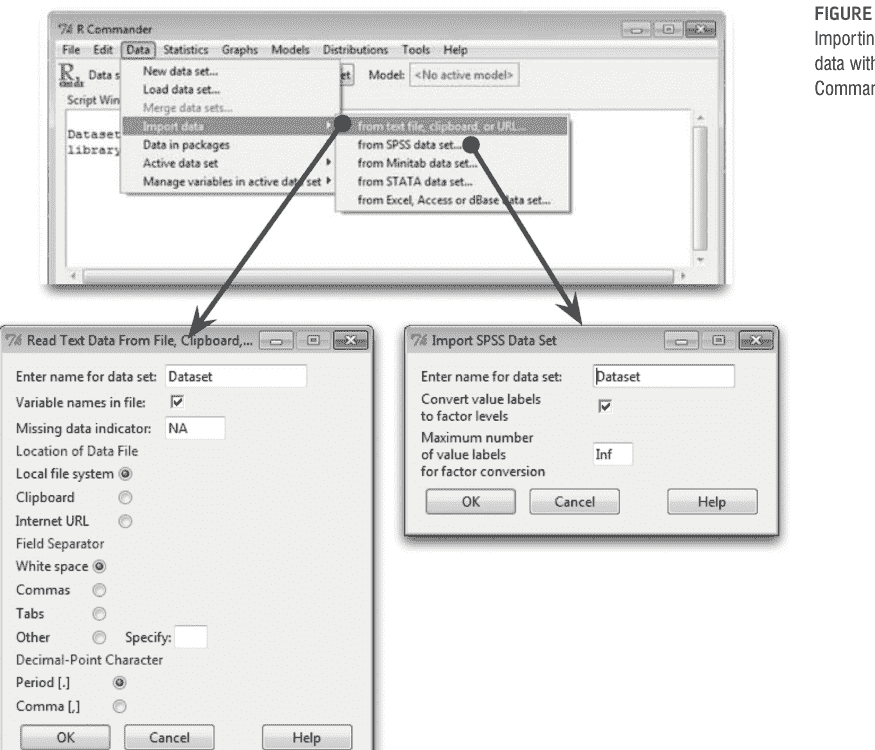 R Commander
File Edit Data Statistics Graphs Models Distributions Tools Help
Data s
Model: <No active model>
Script Win
Dataset
library
New data set...
Load data set...
Merge data sets...
Import data
Data in packages
Active data set
Manage variables in active data set
from text file, clipboard, or URL...
from SPSS data set...
from Minitab data set...
from STATA data set...
from Excel, Access or dBase data set...
FIGURE
Importin
data with
Comman
Read Text Data From File, Clipboard,...
Enter name for data set: Dataset
Variable names in file:
Missing data indicator: NA
Location of Data File
Local file system
Clipboard
Internet URL
Field Separator
White space
Commas
Tabs
Other Specify:
Decimal-Point Character
Period [.]
Comma [,]
OK Cancel Help
Import SPSS Data Set
Enter name for data set: Dataset
Convert value labels
to factor levels
Maximum number
of value labels Inf
for factor conversion
OK Cancel Help